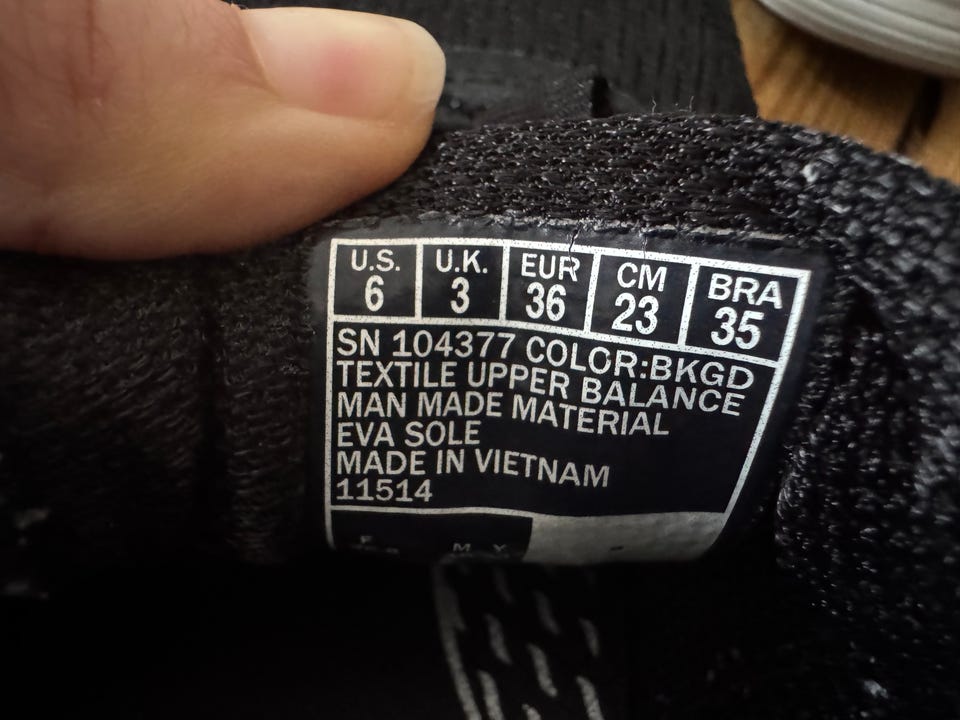 U.S. U.K. EUR CM BRA
6 3 36 23 35
SN 104377 COLOR:BKGD
TEXTILE UPPER BALANCE
MAN MADE MATERIAL
EVA SOLE
MADE IN VIETNAM
11514
F
M Y